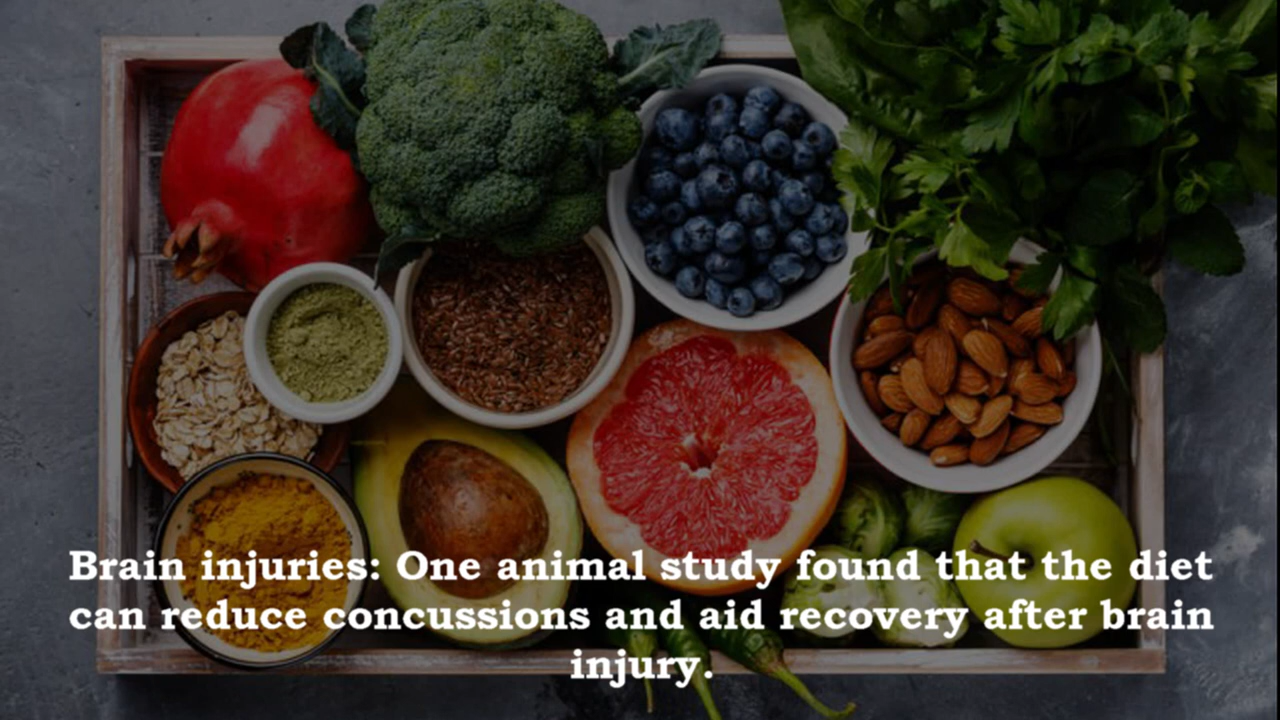 Brain injuries: One animal study found that the diet
can reduce concussions and aid recovery after brain
injury.